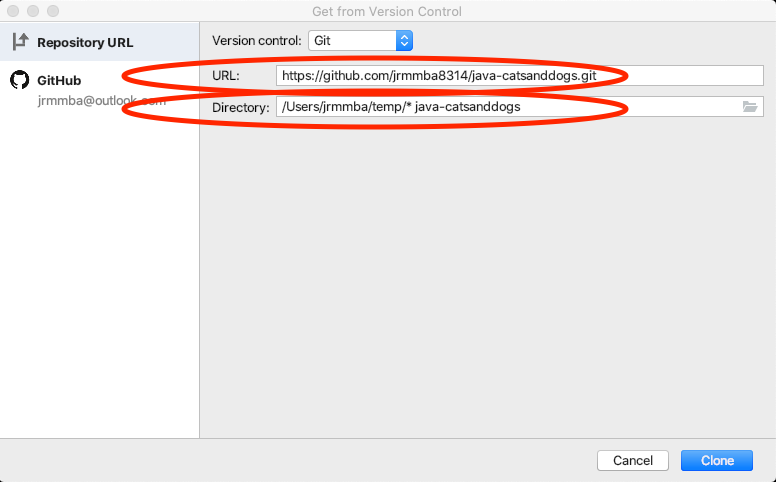 Get from Version Control
Repository URL
Version control: Git
GitHub
jrmmba@outlook.com
URL: https://github.com/jrmmba8314/java-catsanddogs.git
Directory: /Users/jrmmba/temp/* java-catsanddogs
Cancel Clone